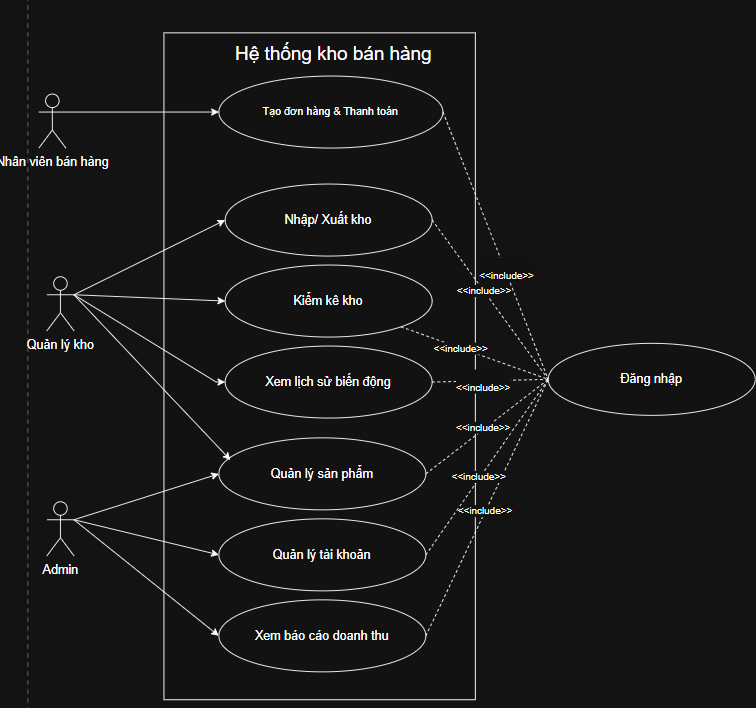 Hệ thống kho bán hàng
Tạo đơn hàng & Thanh toán
Nhân viên bán hàng
Nhập/ Xuất kho
<<include>>
<<include>>
Kiểm kê kho
Quản lý kho
<<include>>
Đăng nhập
Xem lịch sử biến động
<<include>>
<<include>>
Quản lý sản phẩm
<<include>>
<<include>>
Quản lý tài khoản
Admin
Xem báo cáo doanh thu